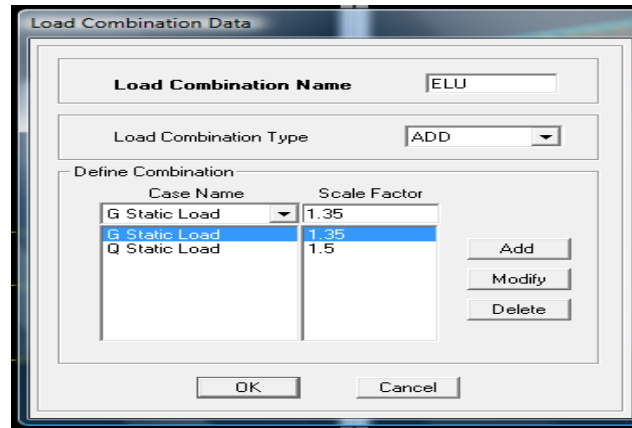 Load Combination Data
Load Combination Name ELU
Load Combination Type ADD
Define Combination
Case Name Scale Factor
G Static Load 1.35
G Static Load 1.35
Q Static Load 1.5
Add
Modify
Delete
OK Cancel